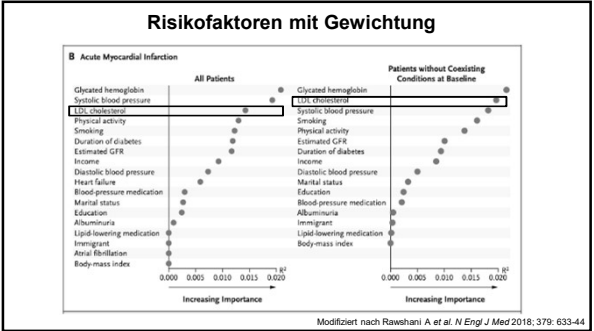 Risikofaktoren mit Gewichtung
B Acute Myocardial Infarction
All Patients
Glycated hemoglobin
Systolic blood pressure
LDL cholesterol
Physical activity
Smoking
Duration of diabetes
Estimated GFR
Income
Diastolic blood pressure
Heart failure
Blood-pressure medication
Marital status
Education
Albuminuria
Lipid-lowering medication
Immigrant
Atrial fibrillation
Body-mass index
0.000 0.005 0.010 0.015 0.020
Increasing Importance
Patients without Coexisting
Conditions at Baseline
Glycated hemoglobin
LDL cholesterol
Systolic blood pressure
Smoking
Physical activity
Estimated GFR
Duration of diabetes
Income
Diastolic blood pressure
Marital status
Education
Blood-pressure medication
Albuminuria
Immigrant
Lipid-lowering medication
Body-mass index
0.000 0.005 0.010 0.015 0.020
Increasing Importance
Modifiziert nach Rawshani A et al. N Engl J Med 2018; 379: 633-44